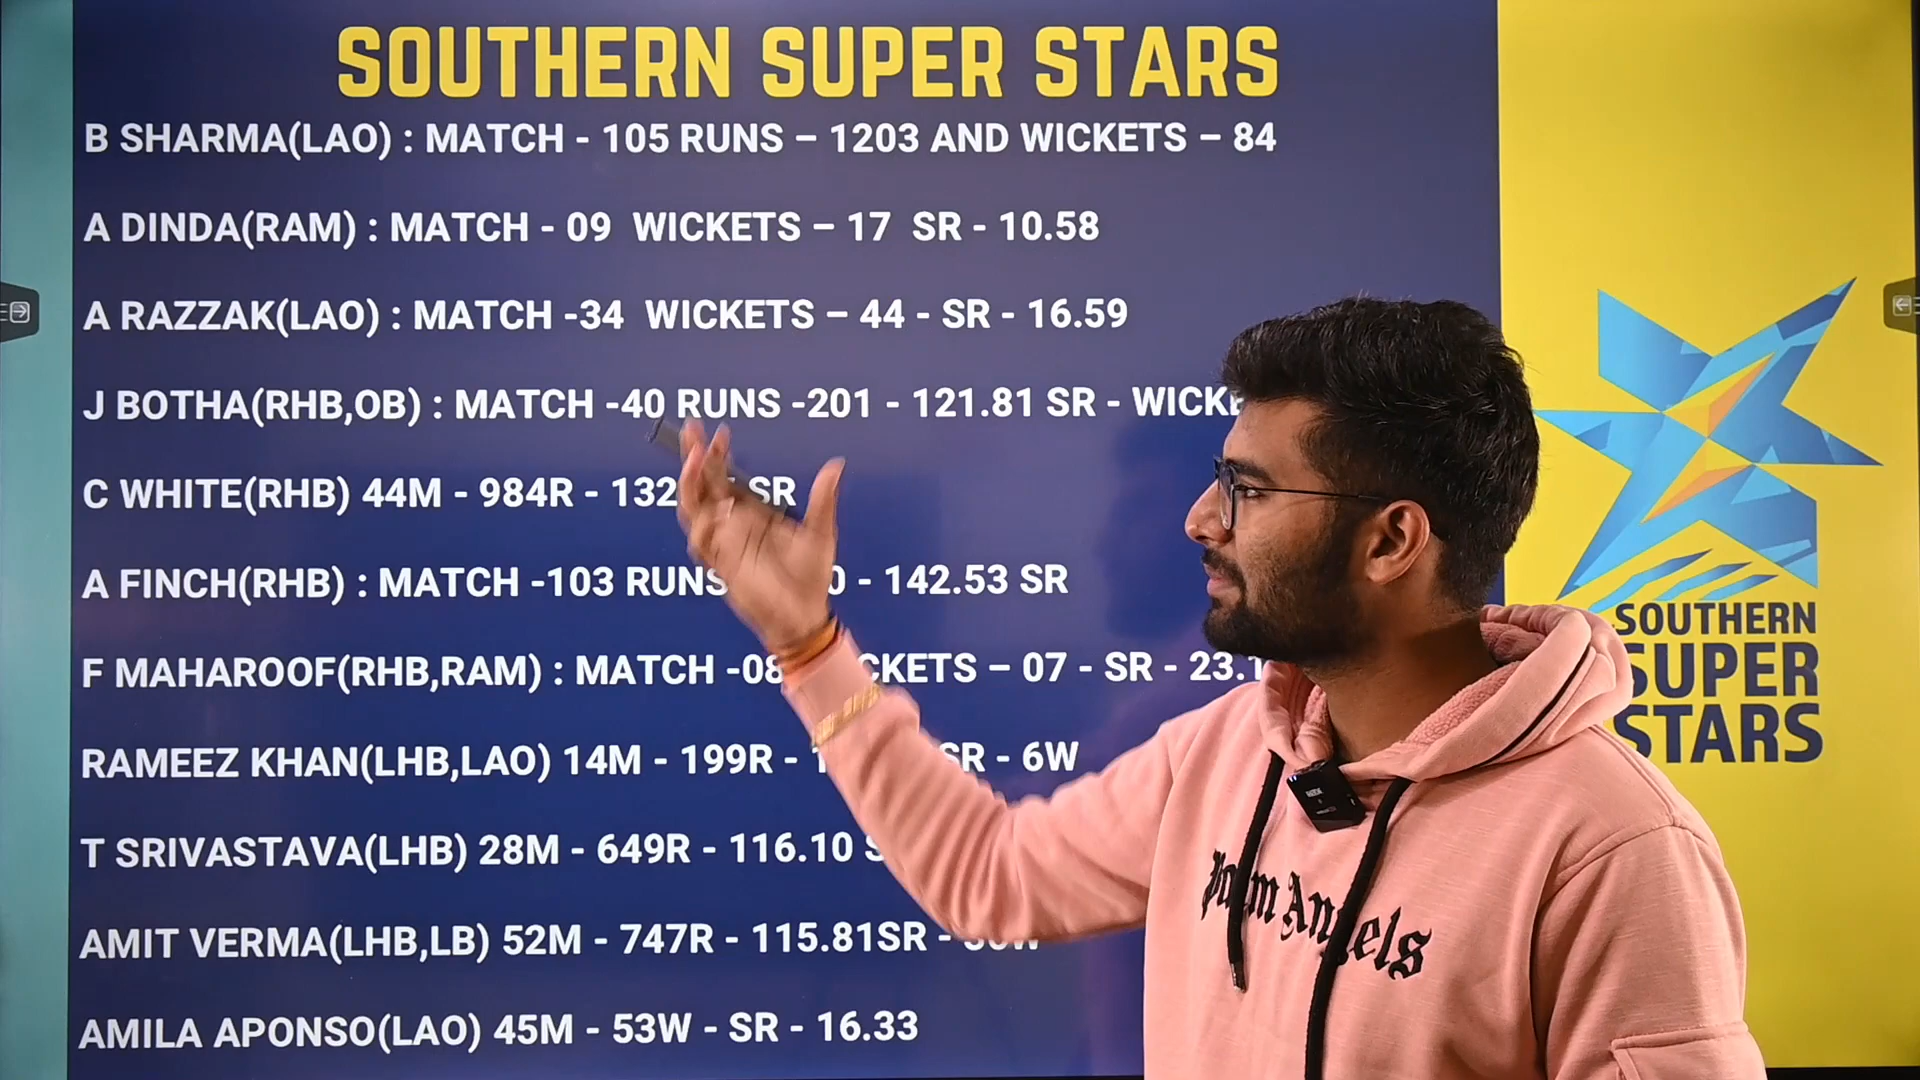 SOUTHERN SUPER STARS
B SHARMA(LAO) : MATCH - 105 RUNS – 1203 AND WICKETS – 84
A DINDA(RAM) : MATCH - 09 WICKETS – 17 SR - 10.58
A RAZZAK(LAO) : MATCH -34 WICKETS – 44 - SR - 16.59
J BOTHA(RHB,OB) : MATCH -40 RUNS -201 - 121.81 SR -
C WHITE(RHB) 44M - 984R - SR
A FINCH(RHB) : MATCH -103 RUNS - 142.53 SR
F MAHAROOF(RHB,RAM) : MATCH -08 – 07 - SR -
RAMEEZ KHAN(LHB,LAO) 14M - 199R - SR - 6W
T SRIVASTAVA(LHB) 28M - 649R - 116.10
AMIT VERMA(LHB,LB) 52M - 747R - 115.81SR -
AMILA APONSO(LAO) 45M - 53W - SR - 16.33
SOUTHERN
SUPER
STARS
Palm Angels